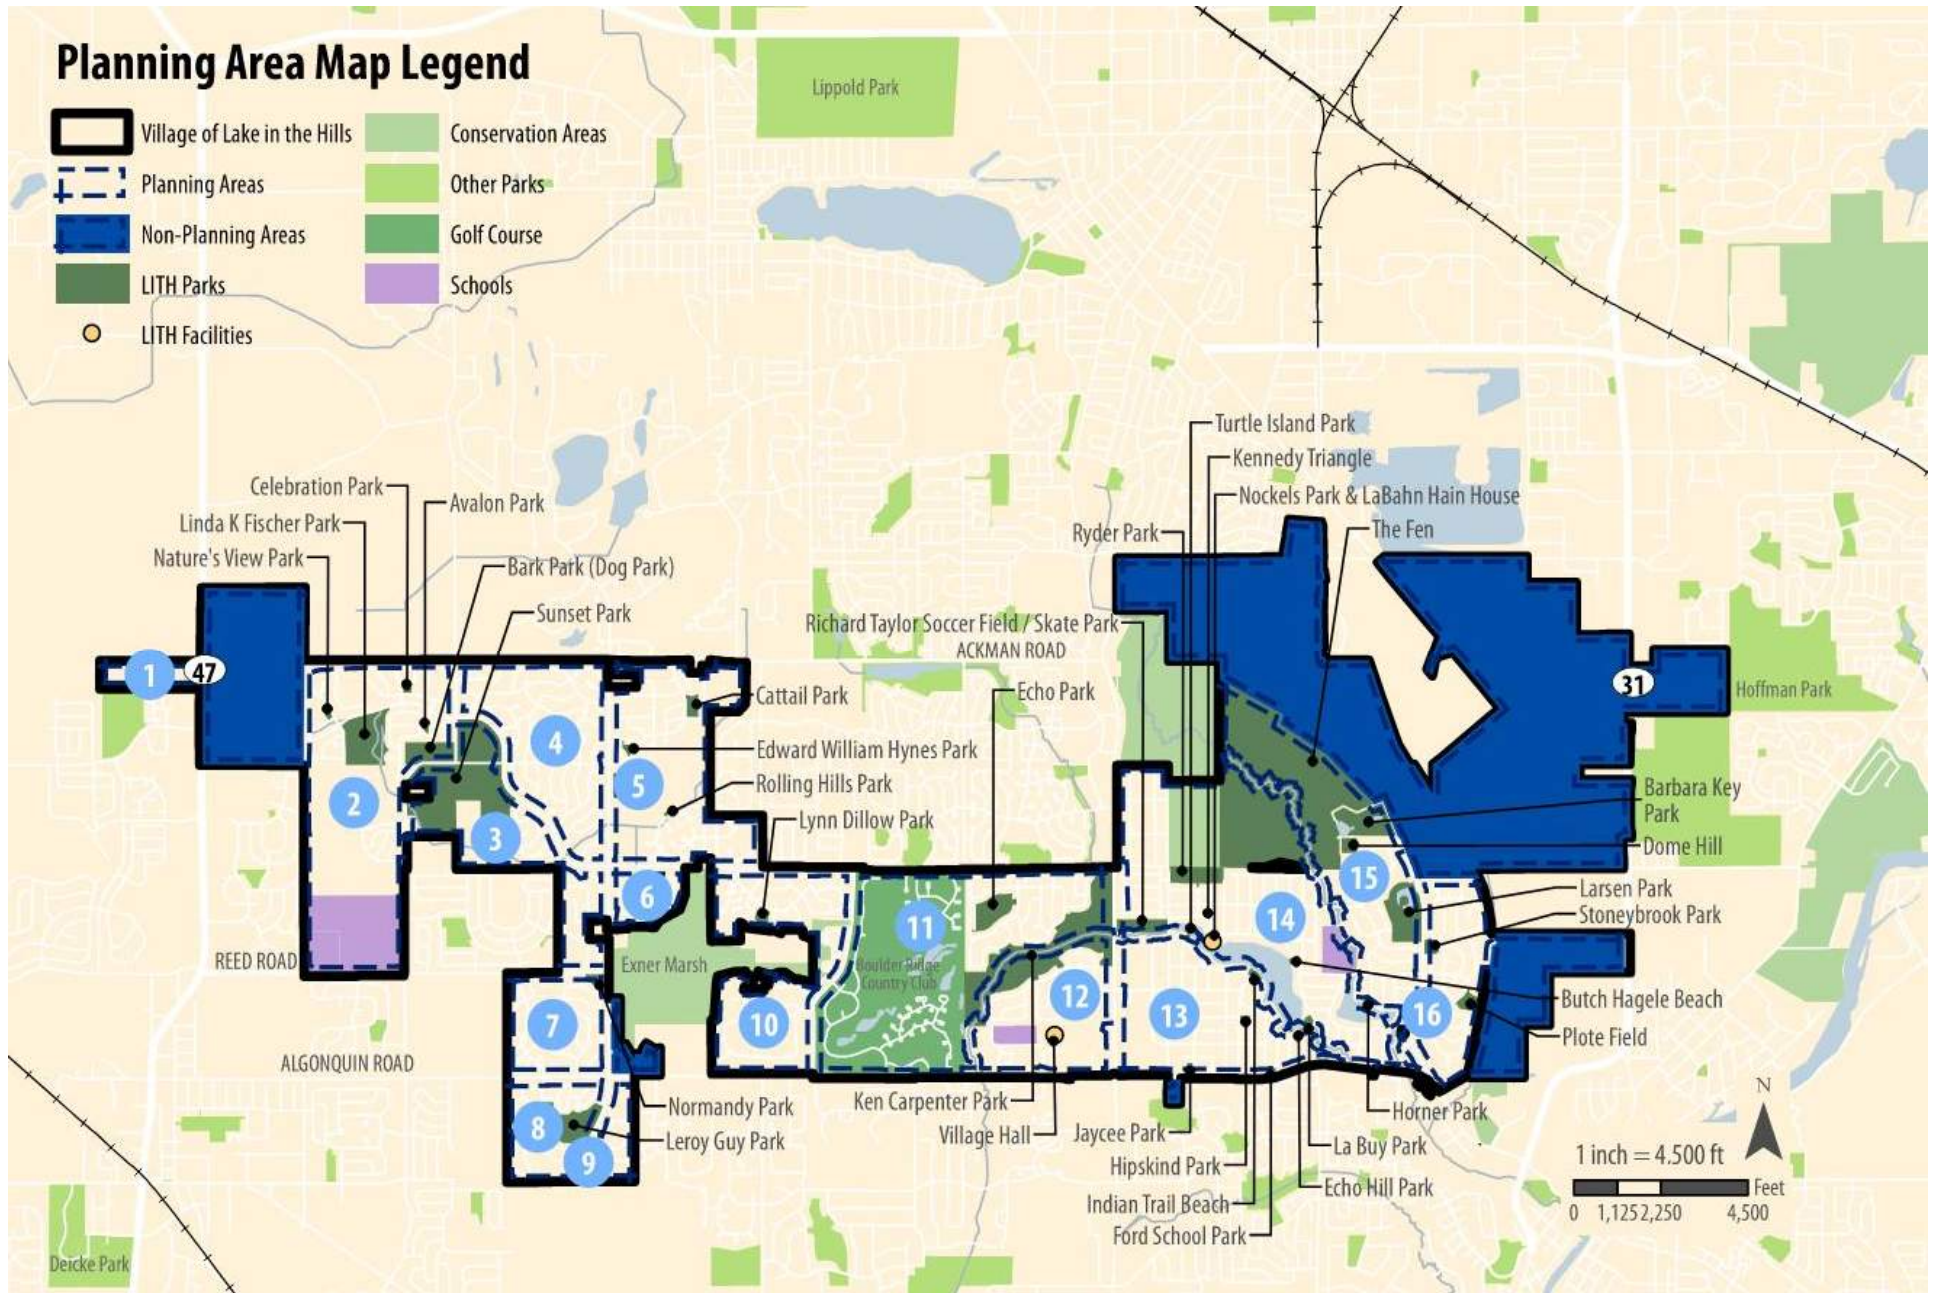 Planning Area Map Legend
Village of Lake in the Hills
Planning Areas
Non-Planning Areas
LITH Parks
LITH Facilities
Conservation Areas
Other Parks
Golf Course
Schools
Lippold Park
Turtle Island Park
Kennedy Triangle
Nockels Park & LaBahn Hain House
Ryder Park
The Fen
Celebration Park
Avalon Park
Linda K Fischer Park
Nature's View Park
Bark Park (Dog Park)
Sunset Park
Richard Taylor Soccer Field / Skate Park
ACKMAN ROAD
1
47
31
Cattail Park
Echo Park
Hoffman Park
4
Edward William Hynes Park
5
Rolling Hills Park
2
Lynn Dillow Park
3
Barbara Key
Park
Dome Hill
15
Larsen Park
Stoneybrook Park
6
11
14
REED ROAD
Exner Marsh
Boulder Ridge
Country Club
12
Butch Hagele Beach
7
10
13
16
Plote Field
ALGONQUIN ROAD
Normandy Park
Leroy Guy Park
8
9
Ken Carpenter Park
Village Hall
Jaycee Park
Hipskind Park
Indian Trail Beach
Ford School Park
Horner Park
La Buy Park
Echo Hill Park
Deicke Park
N
1 inch = 4.500 ft
Feet
0 1,125 2,250 4,500